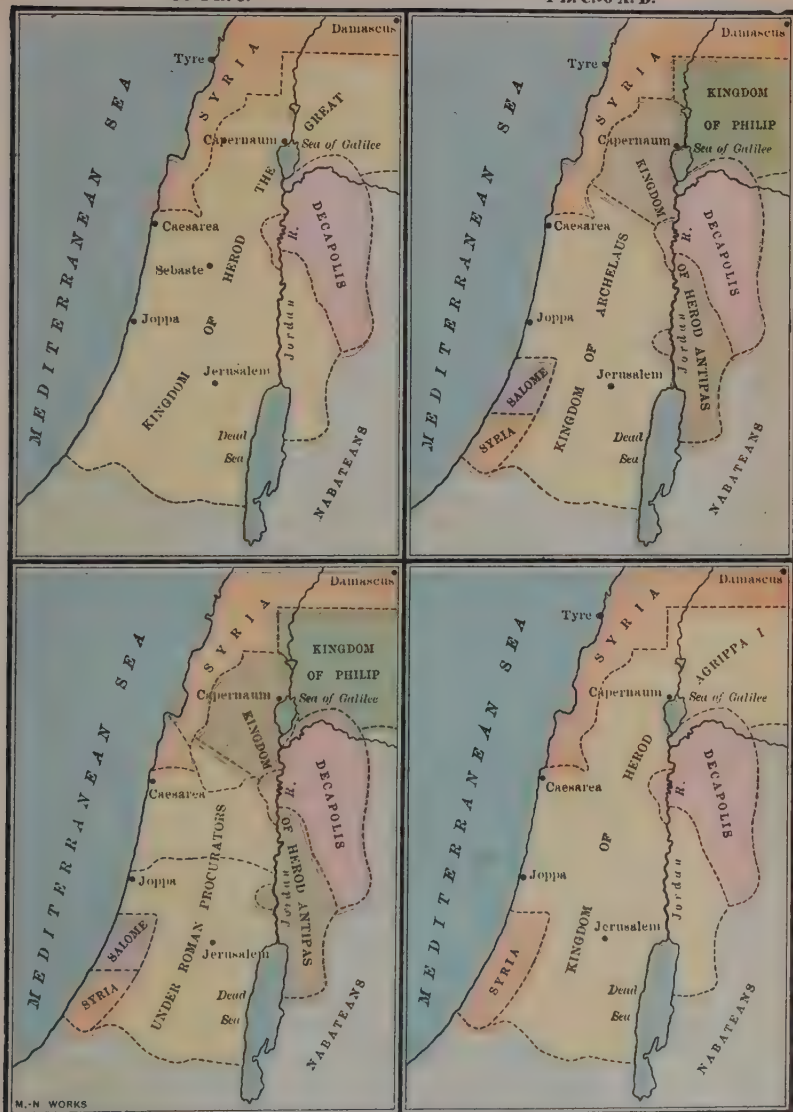 Damascus
Tyre
SYRIA
MEDITERRANEAN SEA
Capernaum
Sea of Galilee
KINGDOM OF HEROD THE GREAT
Caesarea
DECAPOLIS
Sebaste
R. Jordan
Joppa
Jerusalem
Dead
Sea
NABATEANS
Damascus
Tyre
SYRIA
MEDITERRANEAN SEA
KINGDOM
OF PHILIP
Capernaum
Sea of Galilee
KINGDOM OF HEROD ANTIPAS
Caesarea
DECAPOLIS
R. Jordan
KINGDOM OF ARCHELAUS
Joppa
SALOME
Jerusalem
SYRIA
Dead
Sea
NABATEANS
Damascus
SYRIA
MEDITERRANEAN SEA
KINGDOM
OF PHILIP
Capernaum
Sea of Galilee
KINGDOM OF HEROD ANTIPAS
Caesarea
DECAPOLIS
R. Jordan
UNDER ROMAN PROCURATORS
Joppa
SALOME
Jerusalem
SYRIA
Dead
Sea
NABATEANS
M.-N WORKS
Damascus
Tyre
SYRIA
MEDITERRANEAN SEA
Capernaum
Sea of Galilee
KINGDOM OF HEROD AGRIPPA I
Caesarea
DECAPOLIS
R. Jordan
Joppa
Jerusalem
SYRIA
Dead
Sea
NABATEANS